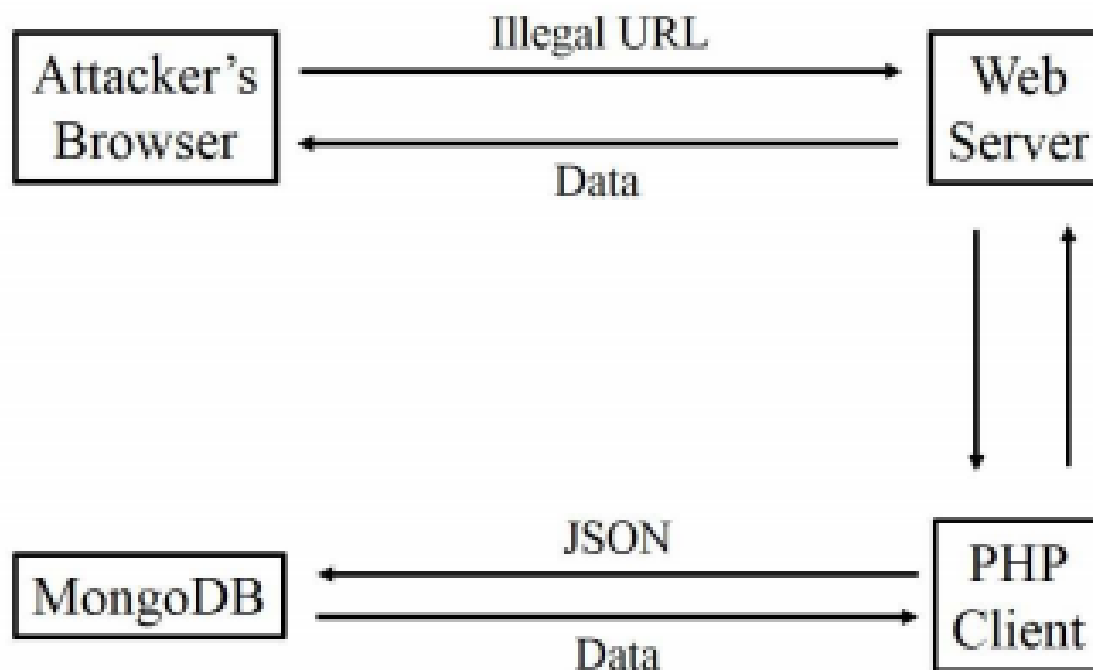 Illegal URL
Attacker's
Browser
Web
Server
Data
JSON
MongoDB
PHP
Client
Data